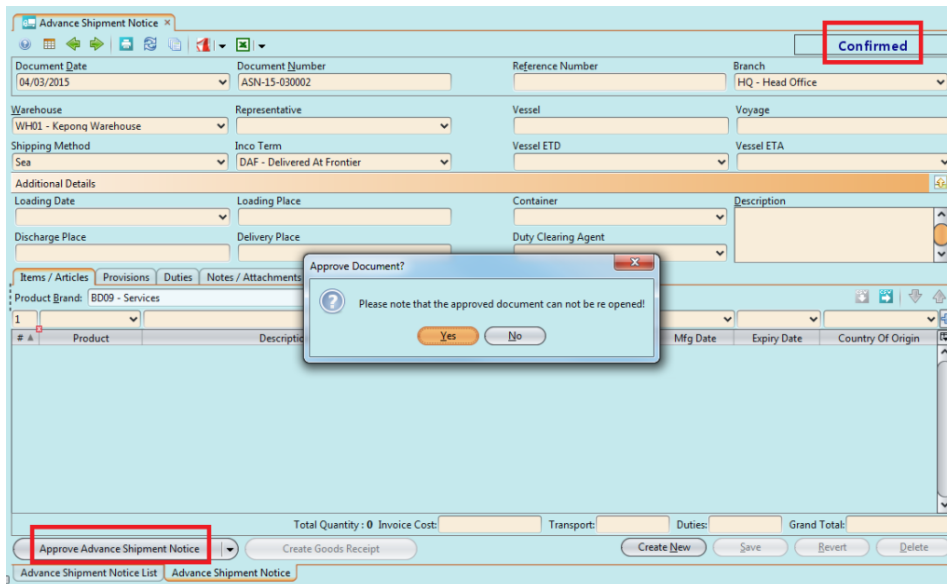 Advance Shipment Notice ×
Confirmed
Document Date Document Number Reference Number Branch
04/03/2015 ASN-15-030002 HQ - Head Office
Warehouse Representative Vessel Voyage
WH01 - Kepong Warehouse
Shipping Method Inco Term Vessel ETD Vessel ETA
Sea DAF - Delivered At Frontier
Additional Details
Loading Date Loading Place Container Description
Discharge Place Delivery Place Duty Clearing Agent
Approve Document?
Items / Articles Provisions Duties Notes / Attachments
Product Brand: BD09 - Services
Please note that the approved document can not be re opened!
1
Yes No
# Product Mfg Date Expiry Date Country Of Origin
Total Quantity : 0 Invoice Cost: Transport: Duties: Grand Total:
Approve Advance Shipment Notice Create Goods Receipt Create New Save Revert Delete
Advance Shipment Notice List Advance Shipment Notice